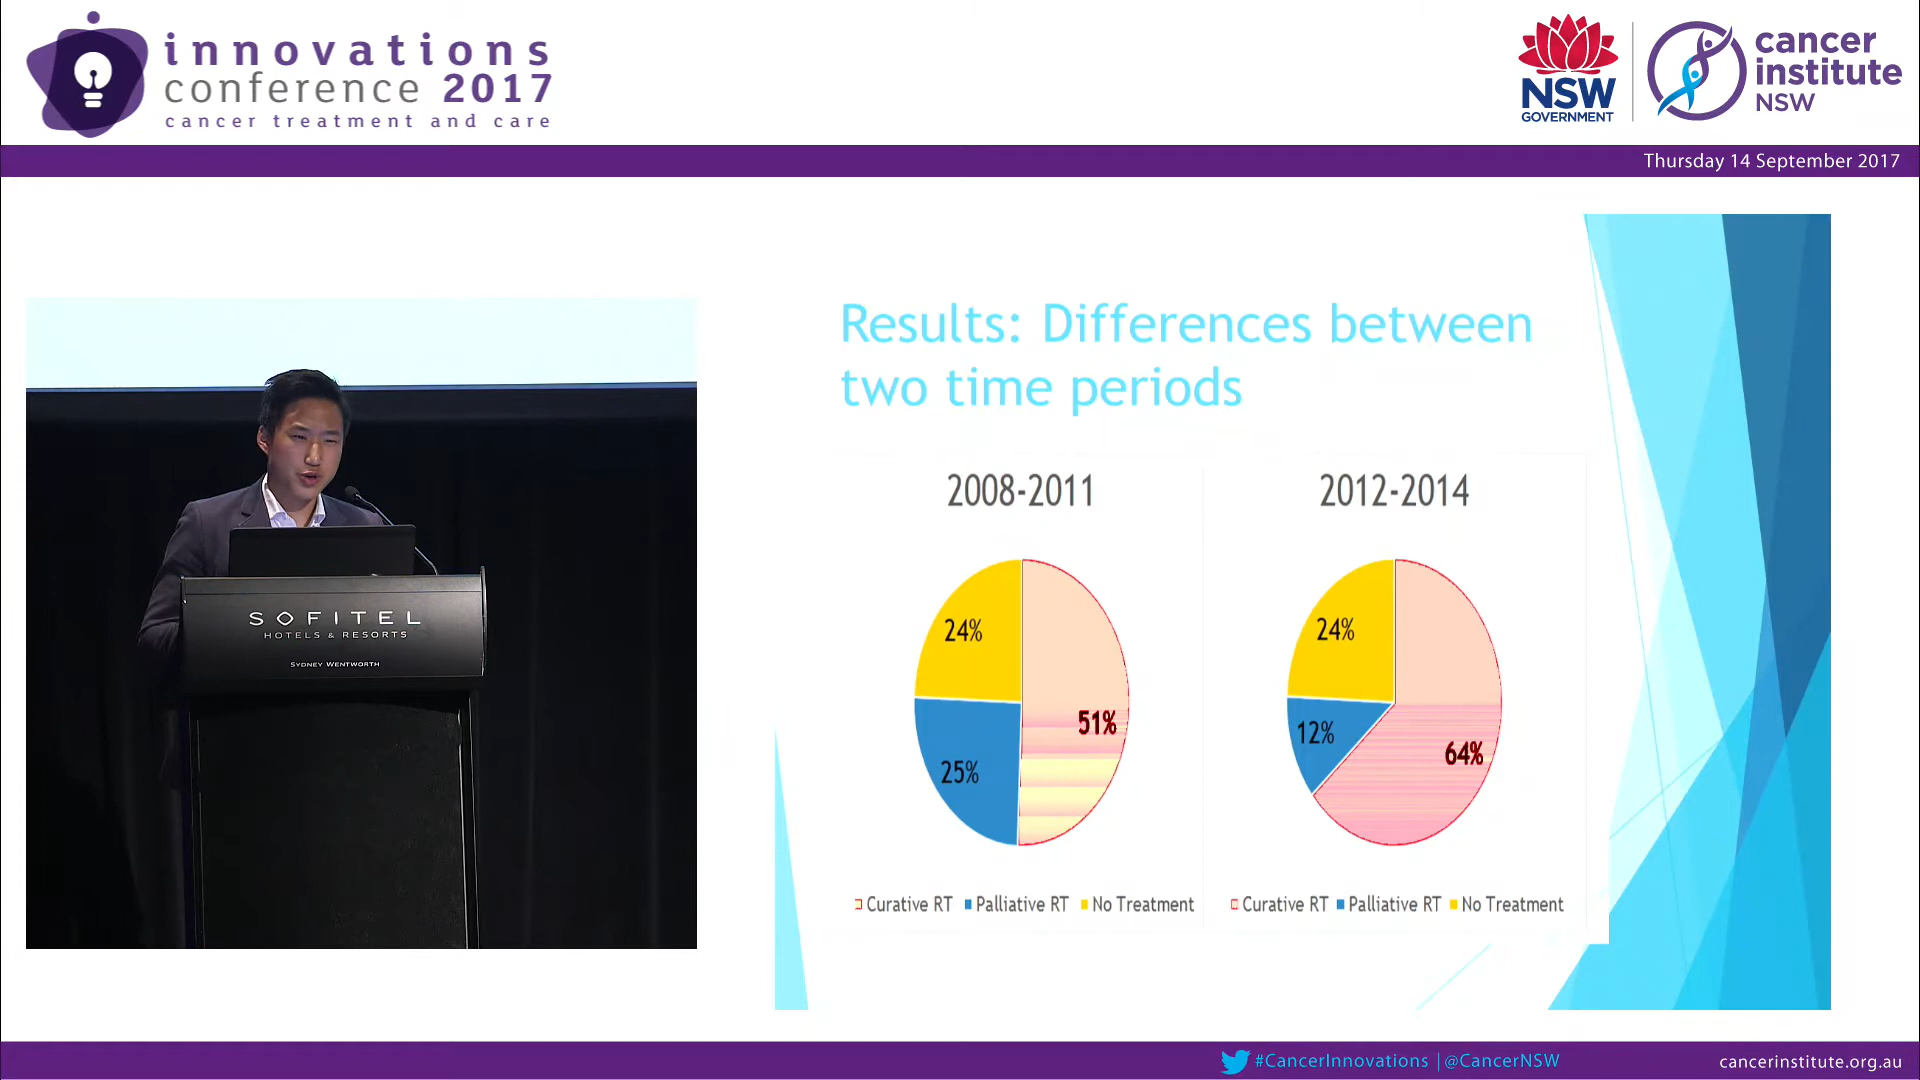 innovations
conference 2017
cancer treatment and care
NSW
GOVERNMENT
cancer
institute
NSW
Thursday 14 September 2017
SOFITEL
HOTELS & RESORTS
SYDNEY WENTWORTH
Results: Differences between
two time periods
2008-2011
24%
51%
25%
Curative RT Palliative RT No Treatment
2012-2014
24%
12%
64%
Curative RT Palliative RT No Treatment
#CancerInnovations | @CancerNSW
cancerinstitute.org.au